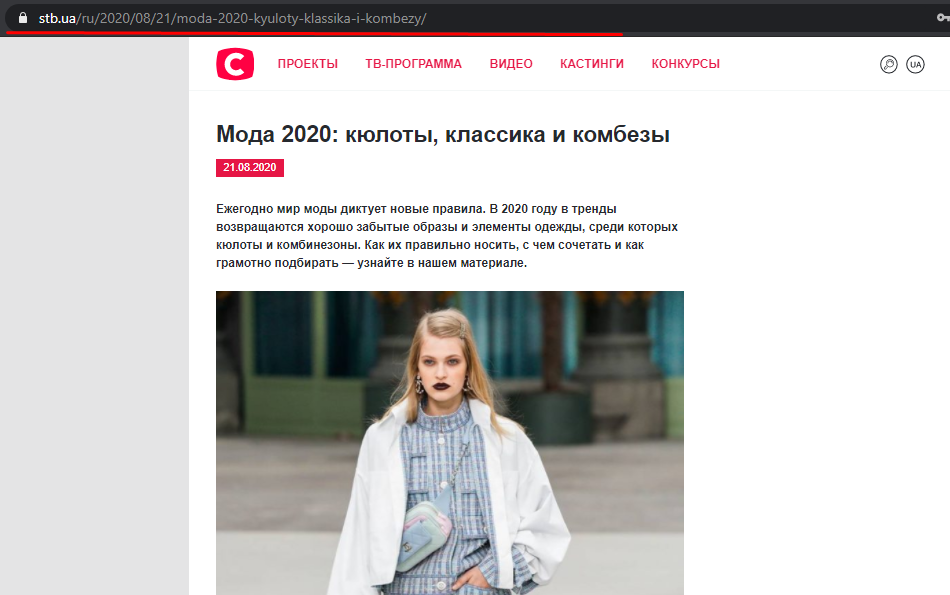 stb.ua/ru/2020/08/21/moda-2020-kyuloty-klassika-i-kombezy/
ПРОЕКТЫ ТВ-ПРОГРАММА ВИДЕО КАСТИНГИ КОНКУРСЫ UA
Мода 2020: кюлоты, классика и комбезы
21.08.2020
Ежегодно мир моды диктует новые правила. В 2020 году в тренды
возвращаются хорошо забытые образы и элементы одежды, среди которых
кюлоты и комбинезоны. Как их правильно носить, с чем сочетать и как
грамотно подбирать — узнайте в нашем материале.